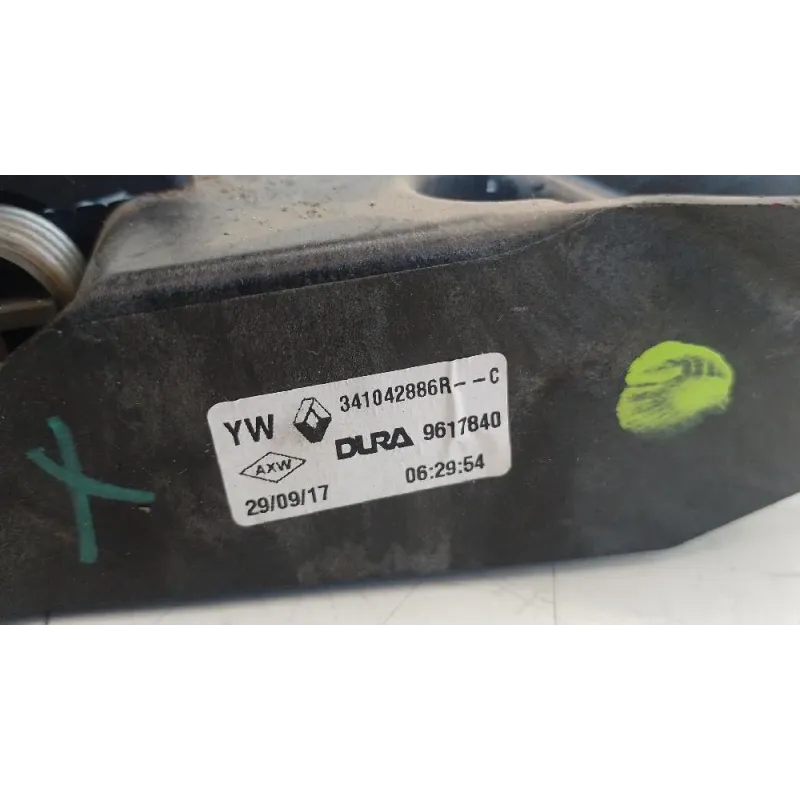 YW 341042886R--C
DURA 9617840
AXW
29/09/17 06:29:54
X